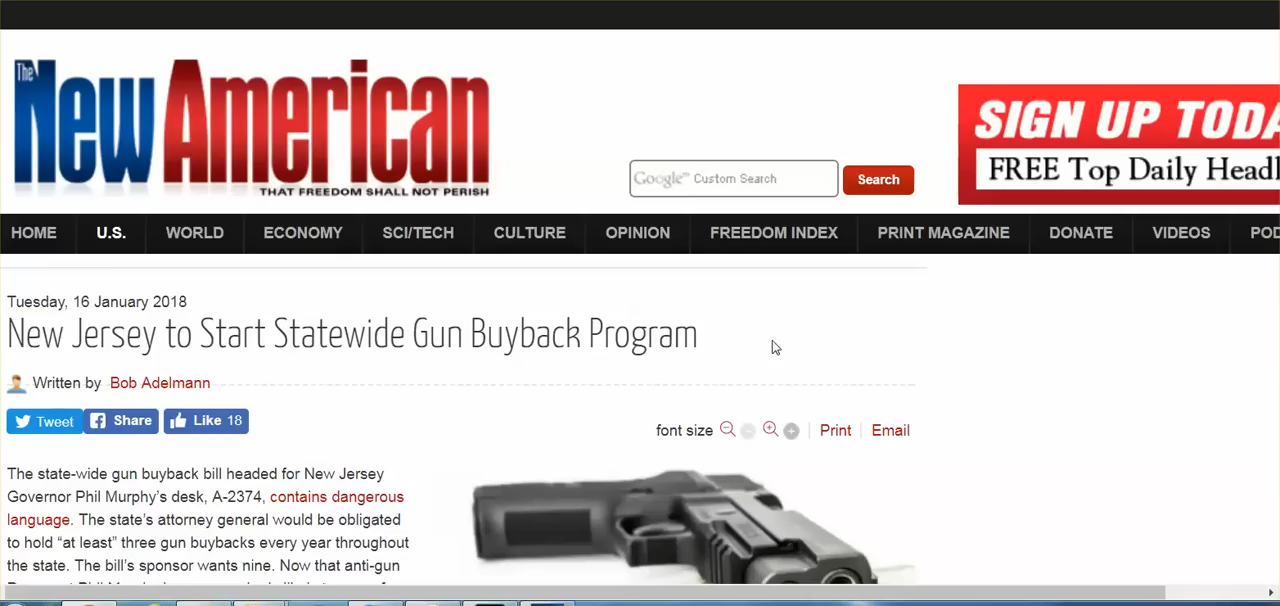 The New American
THAT FREEDOM SHALL NOT PERISH
Google™ Custom Search
Search
SIGN UP TODA
FREE Top Daily Headl
HOME U.S. WORLD ECONOMY SCI/TECH CULTURE OPINION FREEDOM INDEX PRINT MAGAZINE DONATE VIDEOS POD
Tuesday, 16 January 2018
New Jersey to Start Statewide Gun Buyback Program
Written by Bob Adelmann
Tweet Share Like 18
font size Print Email
The state-wide gun buyback bill headed for New Jersey
Governor Phil Murphy's desk, A-2374, contains dangerous
language. The state's attorney general would be obligated
to hold “at least” three gun buybacks every year throughout
the state. The bill's sponsor wants nine. Now that anti-gun